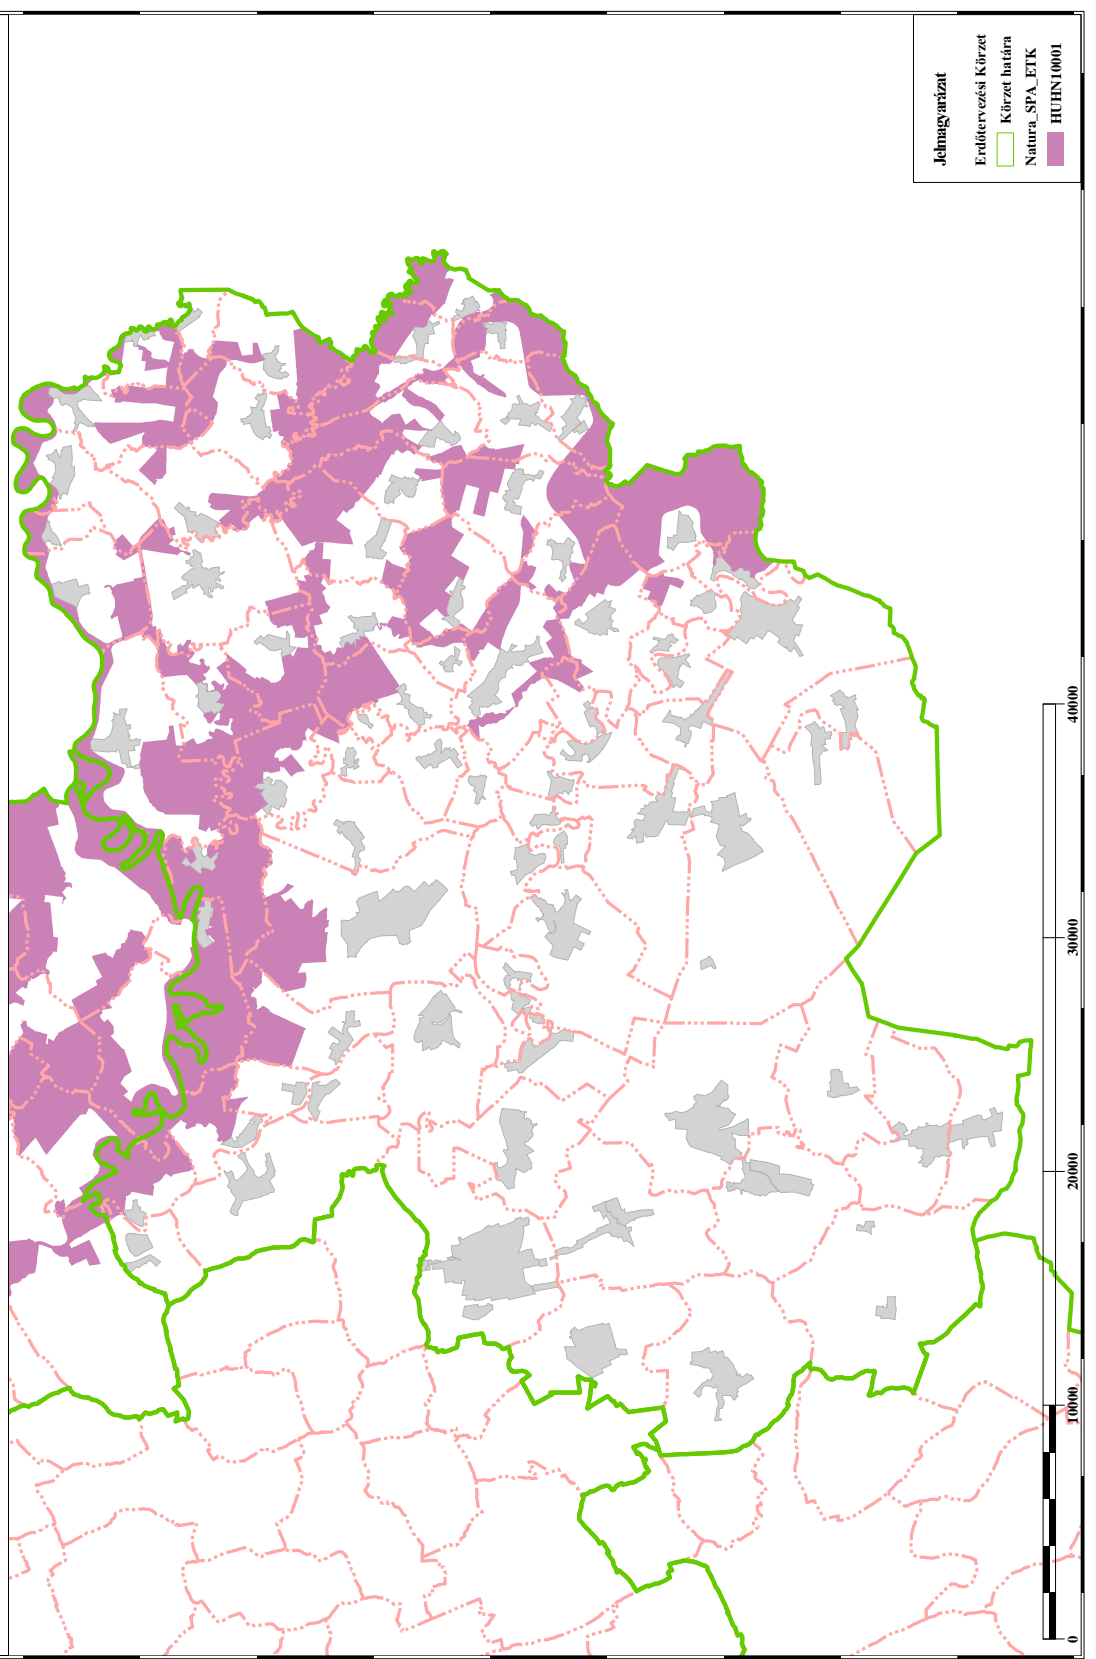 Jelmagyarázat
Erdőtervezési Körzet
Körzet határa
Natura_SPA_ETK
HUHN10001
0
10000
20000
30000
40000